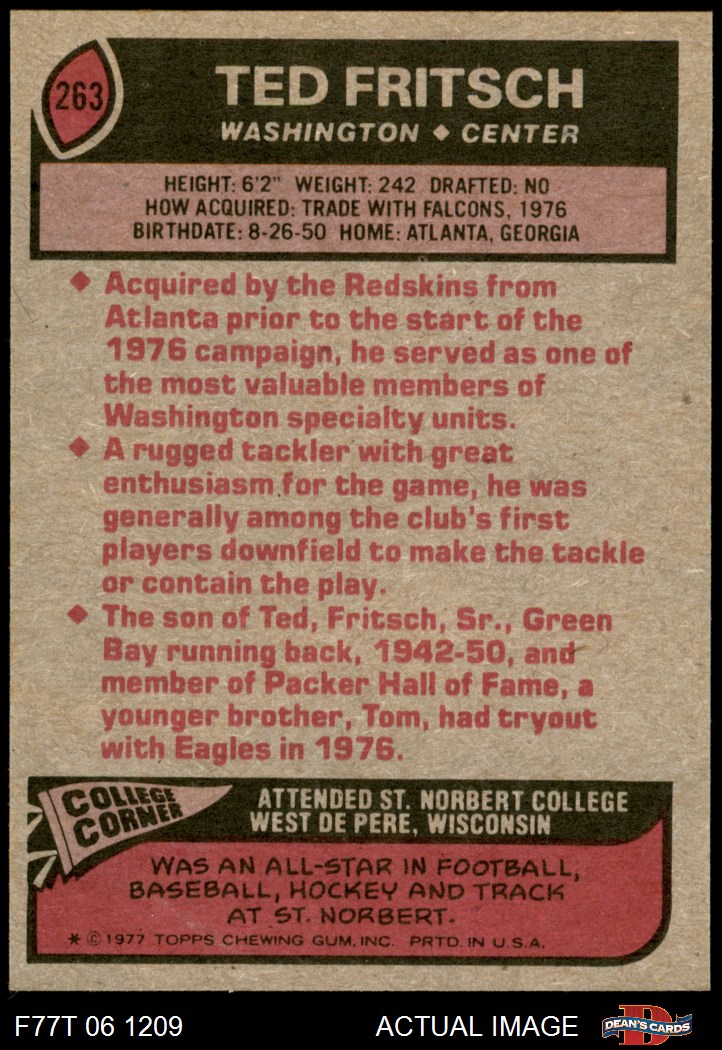 263
TED FRITSCH
WASHINGTON ◆ CENTER
HEIGHT: 6'2" WEIGHT: 242 DRAFTED: NO
HOW ACQUIRED: TRADE WITH FALCONS, 1976
BIRTHDATE: 8-26-50 HOME: ATLANTA, GEORGIA
◆ Acquired by the Redskins from
Atlanta prior to the start of the
1976 campaign, he served as one of
the most valuable members of
Washington specialty units.
◆ A rugged tackler with great
enthusiasm for the game, he was
generally among the club's first
players downfield to make the tackle
or contain the play.
◆ The son of Ted, Fritsch, Sr., Green
Bay running back, 1942-50, and
member of Packer Hall of Fame, a
younger brother, Tom, had tryout
with Eagles in 1976.
COLLEGE
CORNER
ATTENDED ST. NORBERT COLLEGE
WEST DE PERE, WISCONSIN
WAS AN ALL-STAR IN FOOTBALL,
BASEBALL, HOCKEY AND TRACK
AT ST. NORBERT.
* © 1977 TOPPS CHEWING GUM, INC. PRTD. IN U.S.A.
F77T 06 1209
ACTUAL IMAGE
D
DEAN'S CARDS